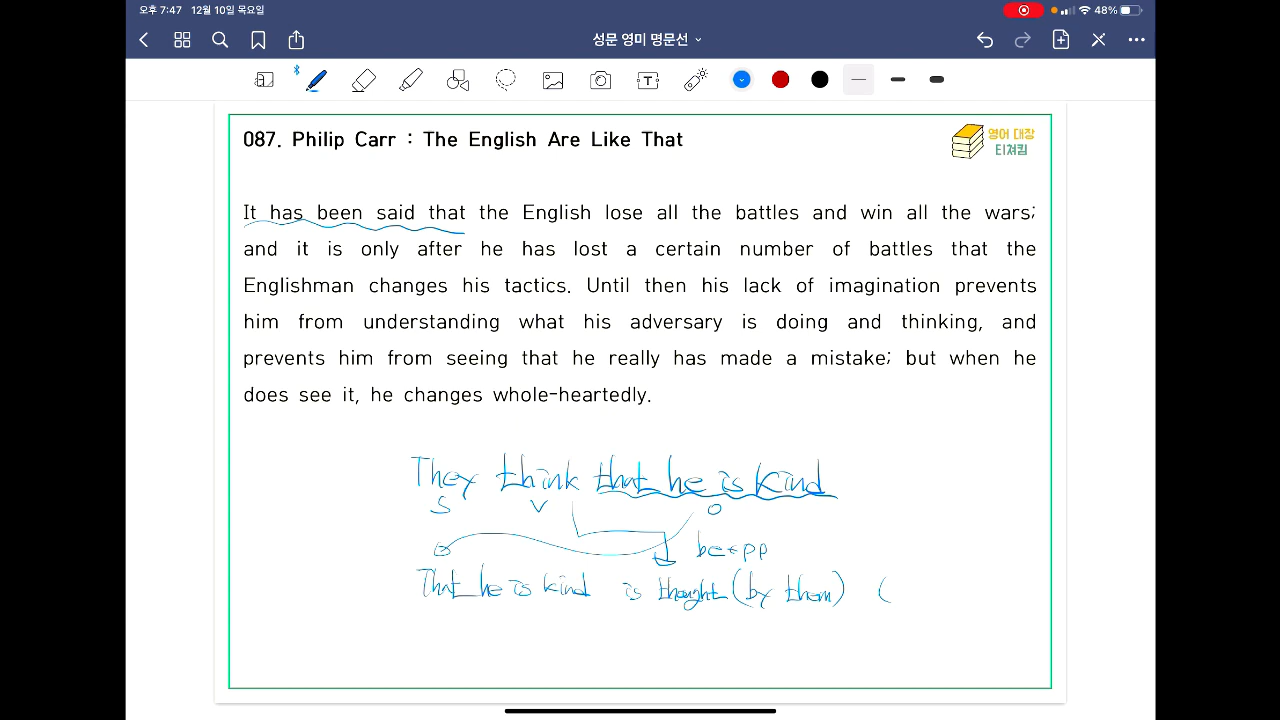 오후 7:47 12월 10일 목요일 48%
성문 영미 명문선
087. Philip Carr : The English Are Like That
영어 대장
티쳐킴
It has been said that the English lose all the battles and win all the wars;
and it is only after he has lost a certain number of battles that the
Englishman changes his tactics. Until then his lack of imagination prevents
him from understanding what his adversary is doing and thinking, and
prevents him from seeing that he really has made a mistake; but when he
does see it, he changes whole-heartedly.
They think that he is kind
S V O
be+pp
That he is kind is thought (by them) (